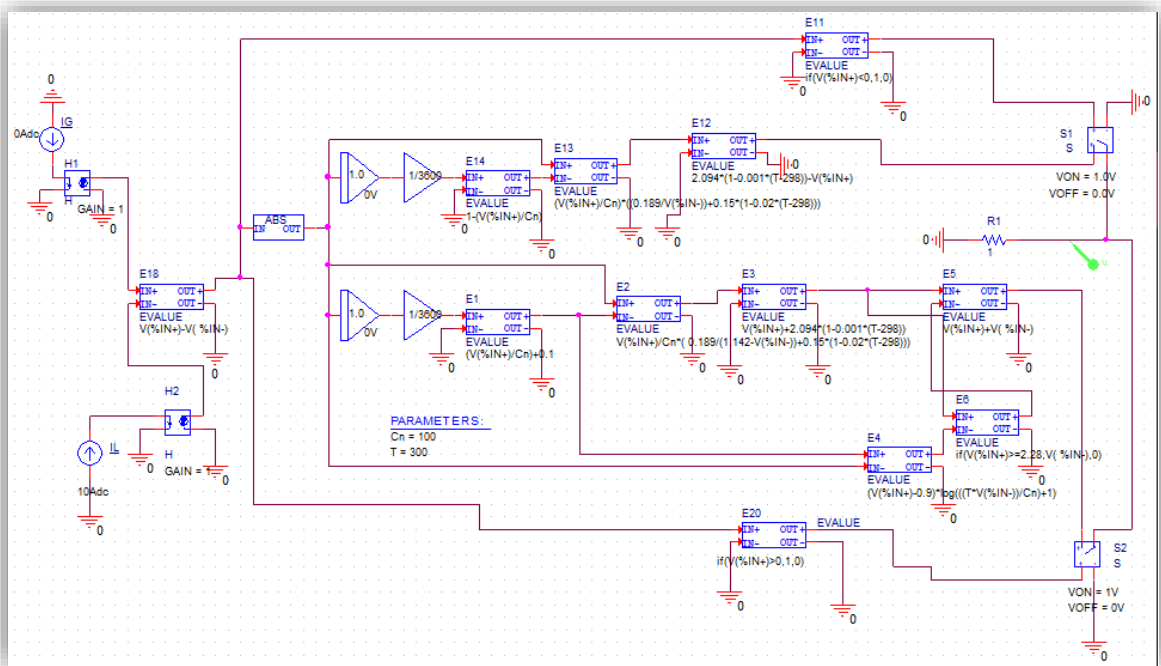 E11
IN+ OUT+
IN- OUT-
EVALUE
if(V(%IN+)<0,1,0)
0
0
0
0
0Adc
IG
H1
H
GAIN = 1
0
0
E12
IN+ OUT+
IN- OUT-
EVALUE
2.094*(1-0.001*(T-298))-V(%IN+)
0
0
S1
S
VON = 1.0V
VOFF = 0.0V
E13
IN+ OUT+
IN- OUT-
EVALUE
(V(%IN+)/Cn)*((0.189/V(%IN-))+0.15*(1-0.02*(T-298)))
0
1.0
0V
1/3600
E14
IN+ OUT+
IN- OUT-
EVALUE
1-(V(%IN+)/Cn)
0
0
ABS
IN OUT
R1
1
0
E18
IN+ OUT+
IN- OUT-
EVALUE
V(%IN+)-V( %IN-)
0
1.0
0V
1/3600
E1
IN+ OUT+
IN- OUT-
EVALUE
(V(%IN+)/Cn)+0.1
0
0
E2
IN+ OUT+
IN- OUT-
EVALUE
V(%IN+)/Cn*( 0.189/(1.142-V(%IN-))+0.15*(1-0.02*(T-298)))
0
E3
IN+ OUT+
IN- OUT-
EVALUE
V(%IN+)+2.094*(1-0.001*(T-298))
0
0
E5
IN+ OUT+
IN- OUT-
EVALUE
V(%IN+)+V( %IN-)
0
H2
H
GAIN = 1
0
0
IL
10Adc
0
PARAMETERS:
Cn = 100
T = 300
E6
IN+ OUT+
IN- OUT-
EVALUE
if(V(%IN+)>=2.28,V( %IN-),0)
0
E4
IN+ OUT+
IN- OUT-
EVALUE
(V(%IN+)-0.9)*log(((T*V(%IN-))/Cn)+1)
0
E20
IN+ OUT+
IN- OUT-
EVALUE
if(V(%IN+)>0,1,0)
0
0
S2
S
VON = 1V
VOFF = 0V
0